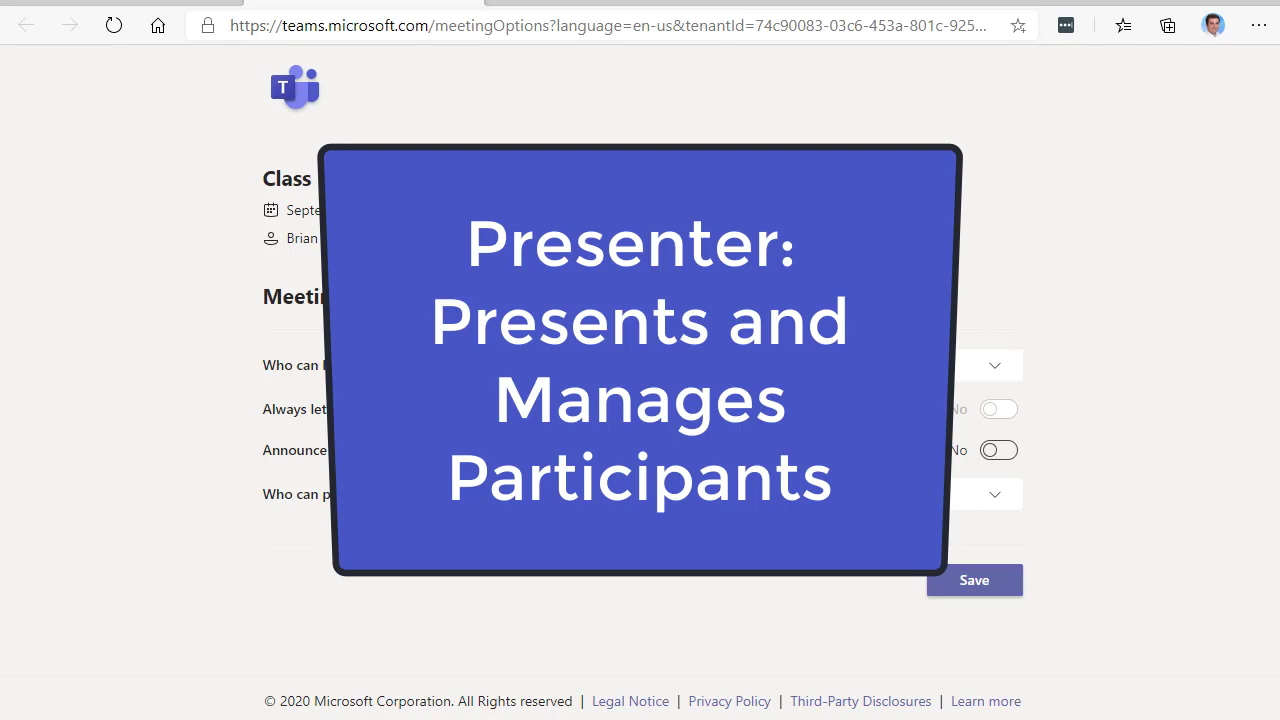 https://teams.microsoft.com/meetingOptions?language=en-us&tenantId=74c90083-03c6-453a-801c-925...
T
Class
Septe
Brian
Meetin
Presenter:
Presents and
Manages
Participants
Who can
Always let
No
Announce
No
Who can p
Save
© 2020 Microsoft Corporation. All Rights reserved | Legal Notice | Privacy Policy | Third-Party Disclosures | Learn more